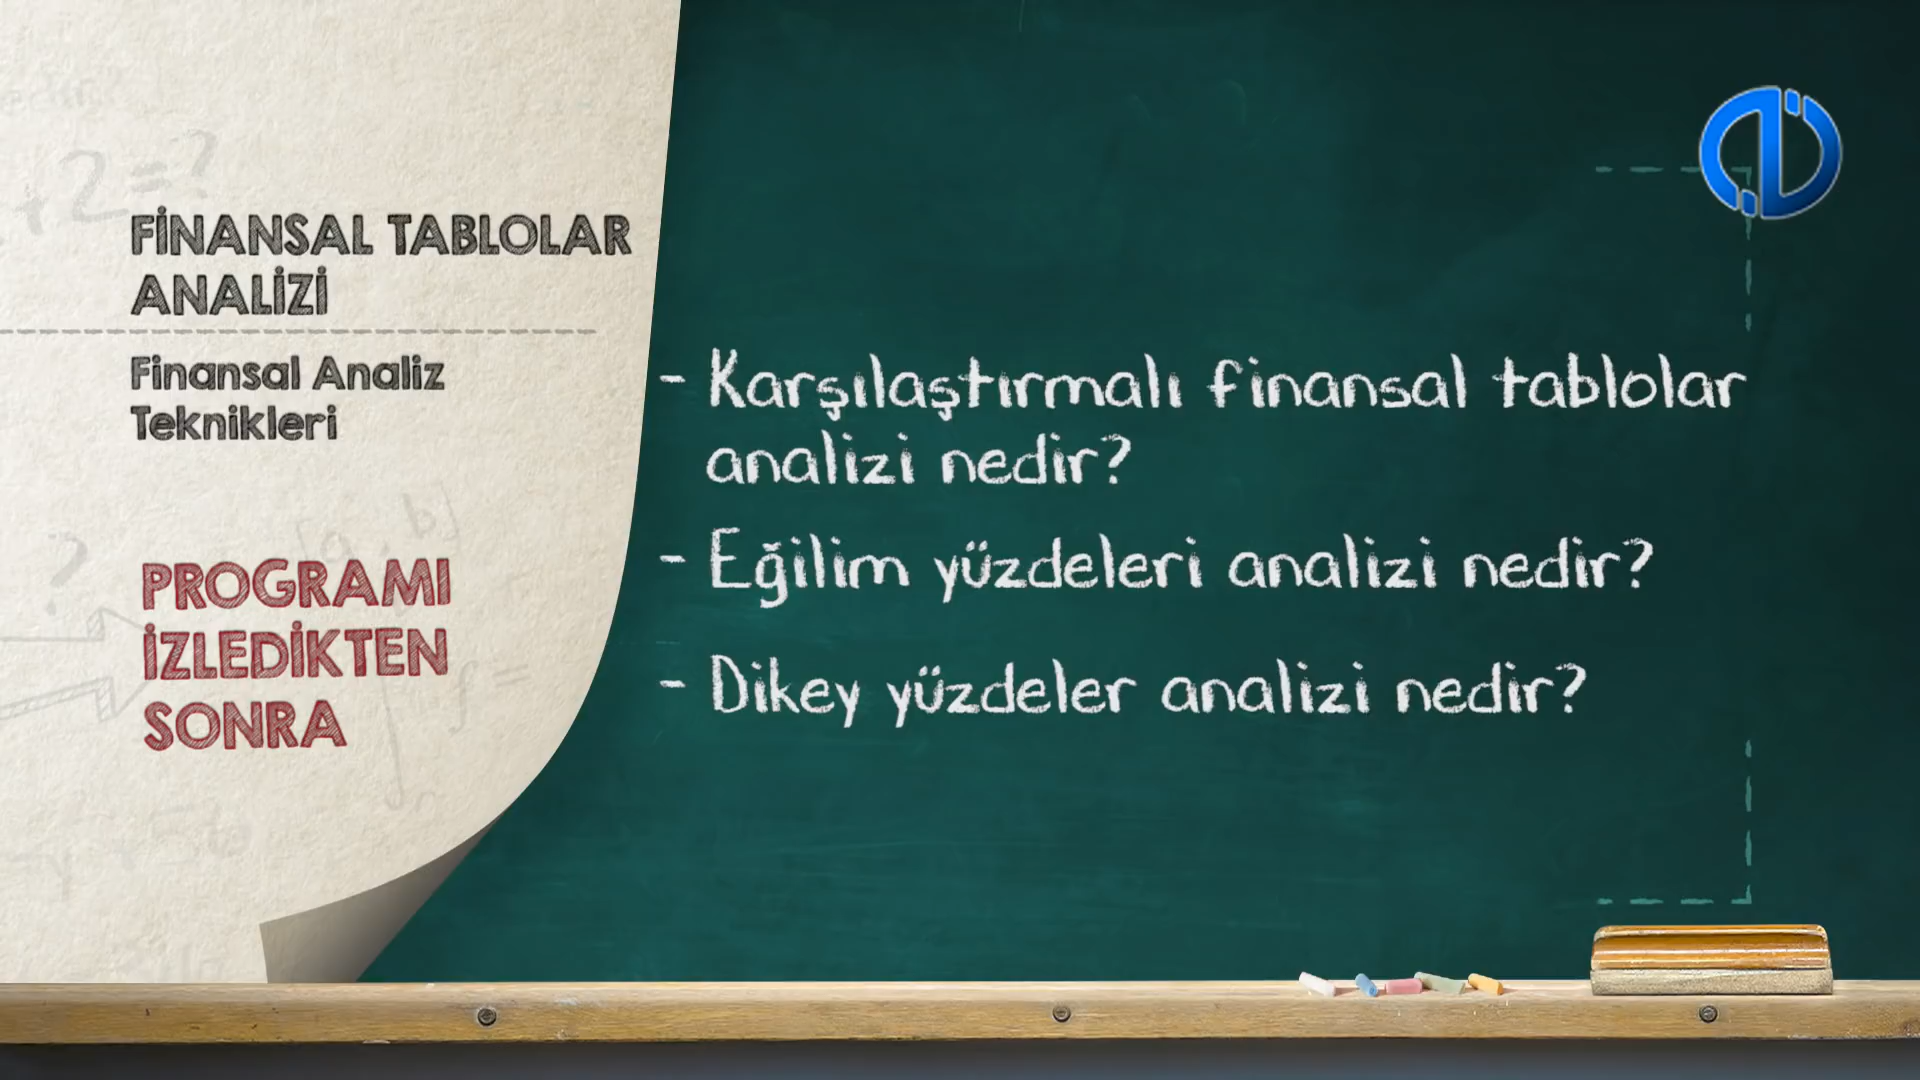 FİNANSAL TABLOLAR
ANALİZİ
Finansal Analiz
Teknikleri
PROGRAMI
İZLEDİKTEN
SONRA
- Karşılaştırmalı finansal tablolar
analizi nedir?
- Eğilim yüzdeleri analizi nedir?
- Dikey yüzdeler analizi nedir?